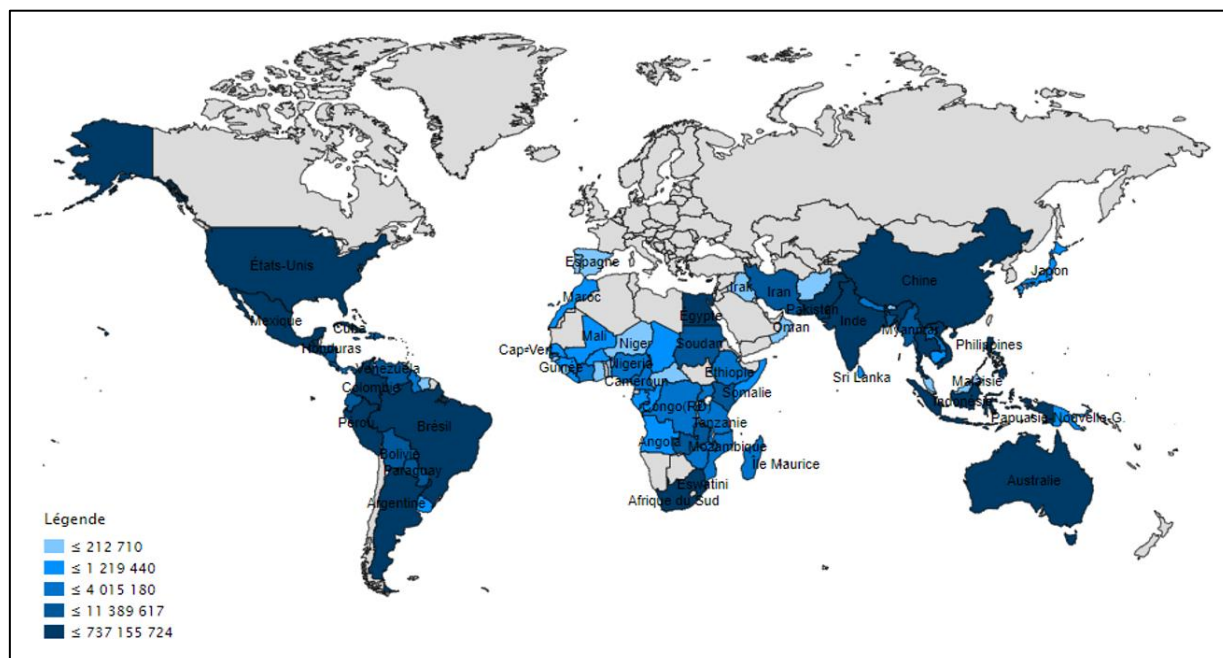 États-Unis
Mexique
Cuba
Honduras
Venezuela
Colombie
Pérou
Brésil
Bolivie
Paraguay
Argentine
Espagne
Maroc
Cap-Vert
Mali
Niger
Guinée
Nigeria
Cameroun
Egypte
Soudan
Éthiopie
Somalie
Congo(RD)
Tanzanie
Angola
Mozambique
Ile Maurice
Eswatini
Afrique du Sud
Irak
Iran
Oman
Pakistan
Inde
Sri Lanka
Chine
Myanmar
Japon
Philippines
Malaisie
Indonésie
Papuasie-Nouvelle-G.
Australie
Légende
≤ 212 710
≤ 1 219 440
≤ 4 015 180
≤ 11 389 617
≤ 737 155 724